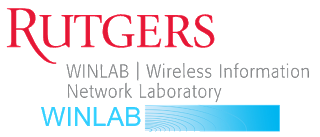 RUTGERS
WINLAB | Wireless Information
Network Laboratory
WINLAB